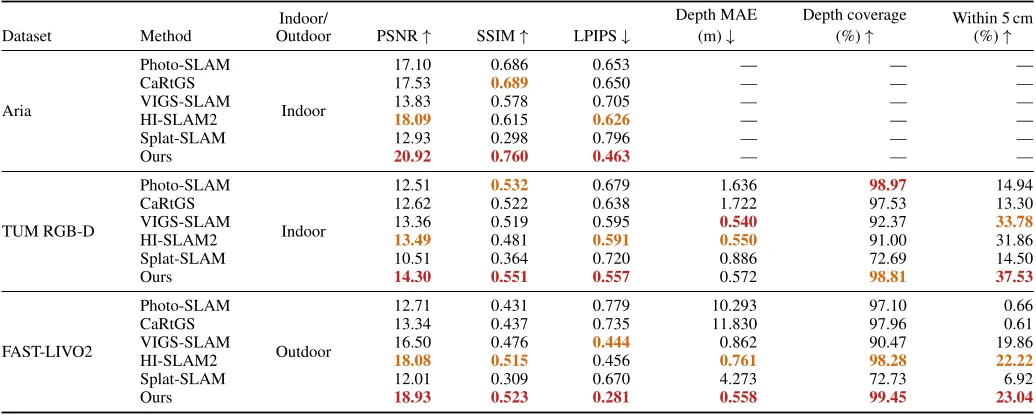 Dataset Method Indoor/ Outdoor PSNR ↑ SSIM ↑ LPIPS ↓ Depth MAE (m) ↓ Depth coverage (%) ↑ Within 5 cm (%) ↑
Photo-SLAM 17.10 0.686 0.653 — — —
CaRtGS 17.53 0.689 0.650 — — —
VIGS-SLAM 13.83 0.578 0.705 — — —
Aria Indoor
HI-SLAM2 18.09 0.615 0.626 — — —
Splat-SLAM 12.93 0.298 0.796 — — —
Ours 20.92 0.760 0.463 — — —
Photo-SLAM 12.51 0.532 0.679 1.636 98.97 14.94
CaRtGS 12.62 0.522 0.638 1.722 97.53 13.30
VIGS-SLAM 13.36 0.519 0.595 0.540 92.37 33.78
TUM RGB-D Indoor
HI-SLAM2 13.49 0.481 0.591 0.550 91.00 31.86
Splat-SLAM 10.51 0.364 0.720 0.886 72.69 14.50
Ours 14.30 0.551 0.557 0.572 98.81 37.53
Photo-SLAM 12.71 0.431 0.779 10.293 97.10 0.66
CaRtGS 13.34 0.437 0.735 11.830 97.96 0.61
VIGS-SLAM 16.50 0.476 0.444 0.862 90.47 19.86
FAST-LIVO2 Outdoor
HI-SLAM2 18.08 0.515 0.456 0.761 98.28 22.22
Splat-SLAM 12.01 0.309 0.670 4.273 72.73 6.92
Ours 18.93 0.523 0.281 0.558 99.45 23.04